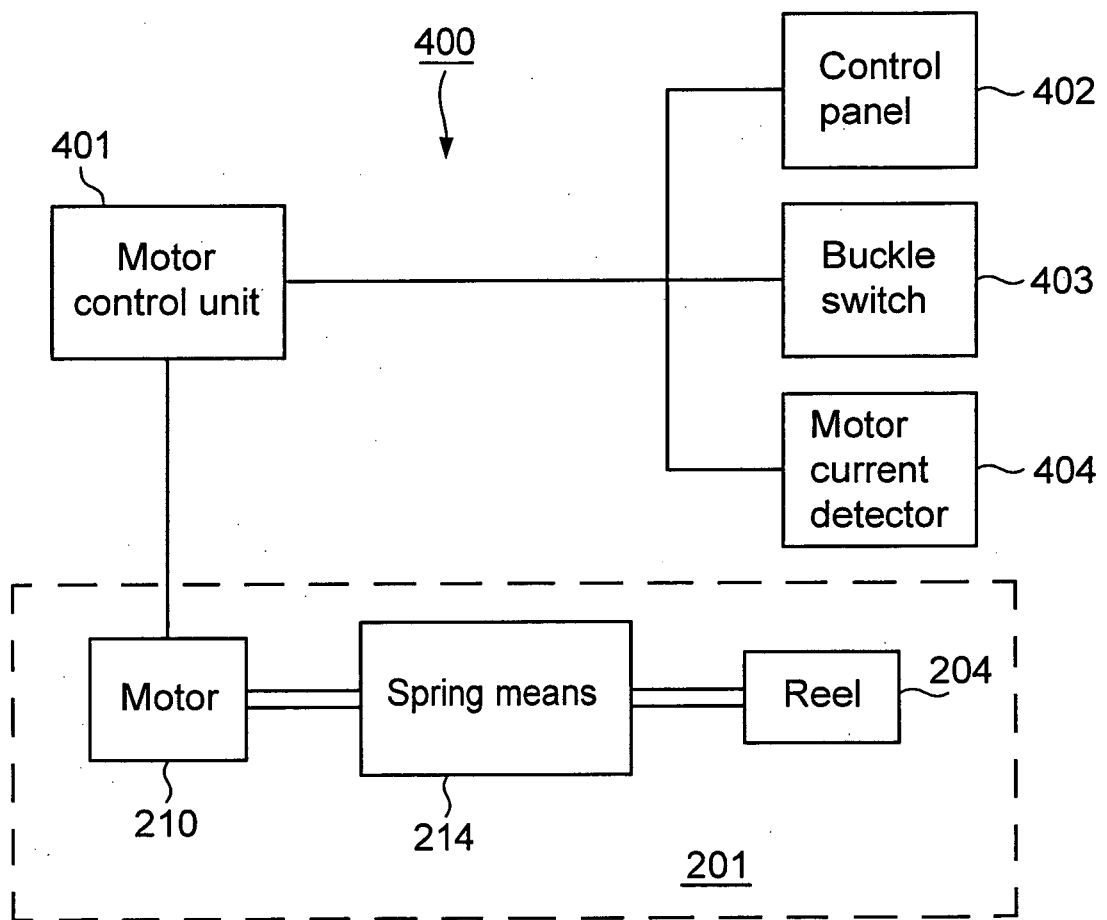 400
Control
panel
402
401
Motor
control unit
Buckle
switch
403
Motor
current
detector
404
Motor
Spring means
Reel
204
210
214
201